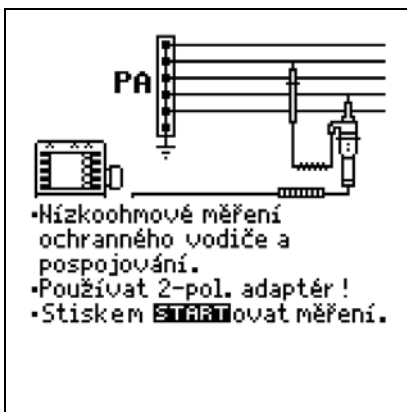 PA
•Nízkoohmové měření
ochranného vodiče a
pospojování.
•Používat 2-pol. adaptér !
•Stiskem STARTovat měření.